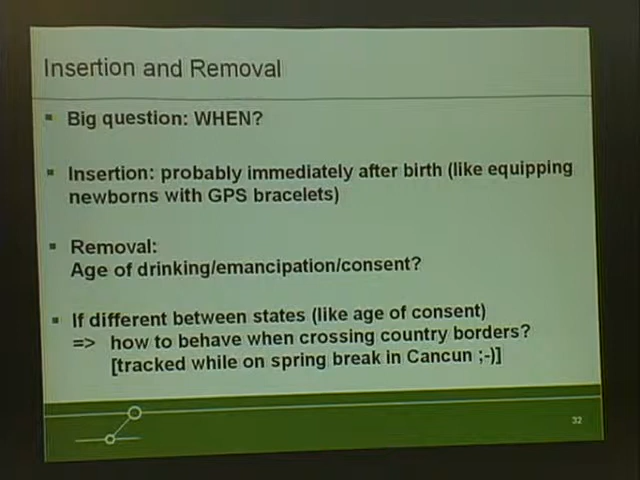 Insertion and Removal
▪ Big question: WHEN?
▪ Insertion: probably immediately after birth (like equipping
newborns with GPS bracelets)
▪ Removal:
Age of drinking/emancipation/consent?
▪ If different between states (like age of consent)
=> how to behave when crossing country borders?
[tracked while on spring break in Cancun ;-)]
32